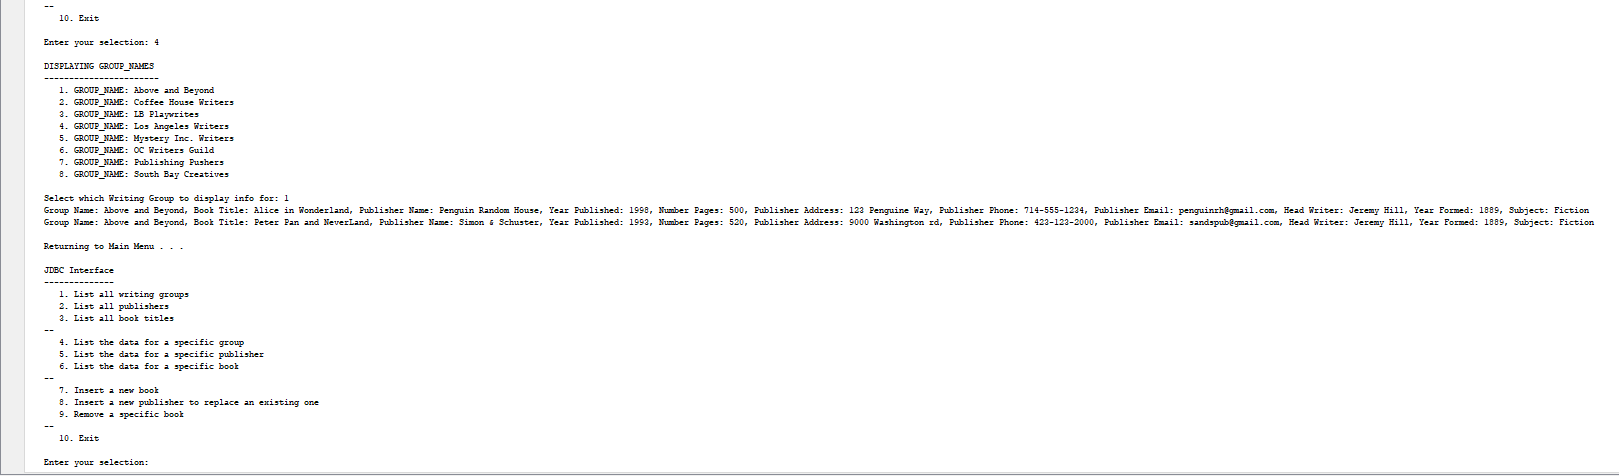 --
10. Exit
Enter your selection: 4
DISPLAYING GROUP_NAMES
-----------------------
1. GROUP_NAME: Above and Beyond
2. GROUP_NAME: Coffee House Writers
3. GROUP_NAME: LB Playwrites
4. GROUP_NAME: Los Angeles Writers
5. GROUP_NAME: Mystery Inc. Writers
6. GROUP_NAME: OC Writers Guild
7. GROUP_NAME: Publishing Pushers
8. GROUP_NAME: South Bay Creatives
Select which Writing Group to display info for: 1
Group Name: Above and Beyond, Book Title: Alice in Wonderland, Publisher Name: Penguin Random House, Year Published: 1998, Number Pages: 500, Publisher Address: 123 Penguine Way, Publisher Phone: 714-555-1234, Publisher Email: penguinrh@gmail.com, Head Writer: Jeremy Hill, Year Formed: 1889, Subject: Fiction
Group Name: Above and Beyond, Book Title: Peter Pan and NeverLand, Publisher Name: Simon & Schuster, Year Published: 1993, Number Pages: 520, Publisher Address: 9000 Washington rd, Publisher Phone: 423-123-2000, Publisher Email: sandspub@gmail.com, Head Writer: Jeremy Hill, Year Formed: 1889, Subject: Fiction
Returning to Main Menu . . .
JDBC Interface
--------------
1. List all writing groups
2. List all publishers
3. List all book titles
--
4. List the data for a specific group
5. List the data for a specific publisher
6. List the data for a specific book
--
7. Insert a new book
8. Insert a new publisher to replace an existing one
9. Remove a specific book
--
10. Exit
Enter your selection: